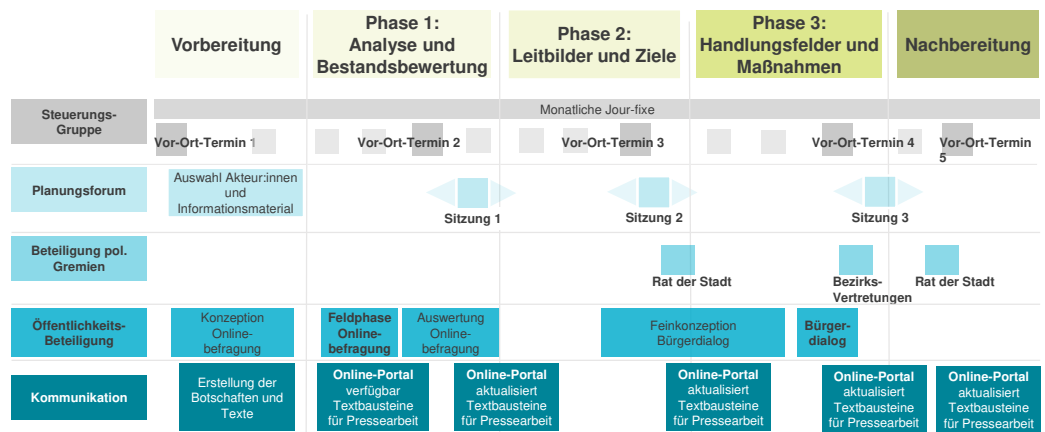 Vorbereitung
Phase 1:
Analyse und
Bestandsbewertung
Phase 2:
Leitbilder und Ziele
Phase 3:
Handlungsfelder und
Maßnahmen
Nachbereitung
Steuerungs-
Gruppe
Monatliche Jour-fixe
Vor-Ort-Termin 1
Vor-Ort-Termin 2
Vor-Ort-Termin 3
Vor-Ort-Termin 4
Vor-Ort-Termin
5
Planungsforum
Auswahl Akteur:innen
und
Informationsmaterial
Sitzung 1
Sitzung 2
Sitzung 3
Beteiligung pol.
Gremien
Rat der Stadt
Bezirks-
Vertretungen
Rat der Stadt
Öffentlichkeits-
Beteiligung
Konzeption
Online-
befragung
Feldphase
Online-
befragung
Auswertung
Online-
befragung
Feinkonzeption
Bürgerdialog
Bürger-
dialog
Kommunikation
Erstellung der
Botschaften und
Texte
Online-Portal
verfügbar
Textbausteine
für Pressearbeit
Online-Portal
aktualisiert
Textbausteine
für Pressearbeit
Online-Portal
aktualisiert
Textbausteine
für Pressearbeit
Online-Portal
aktualisiert
Textbausteine
für Pressearbeit
Online-Portal
aktualisiert
Textbausteine
für Pressearbeit